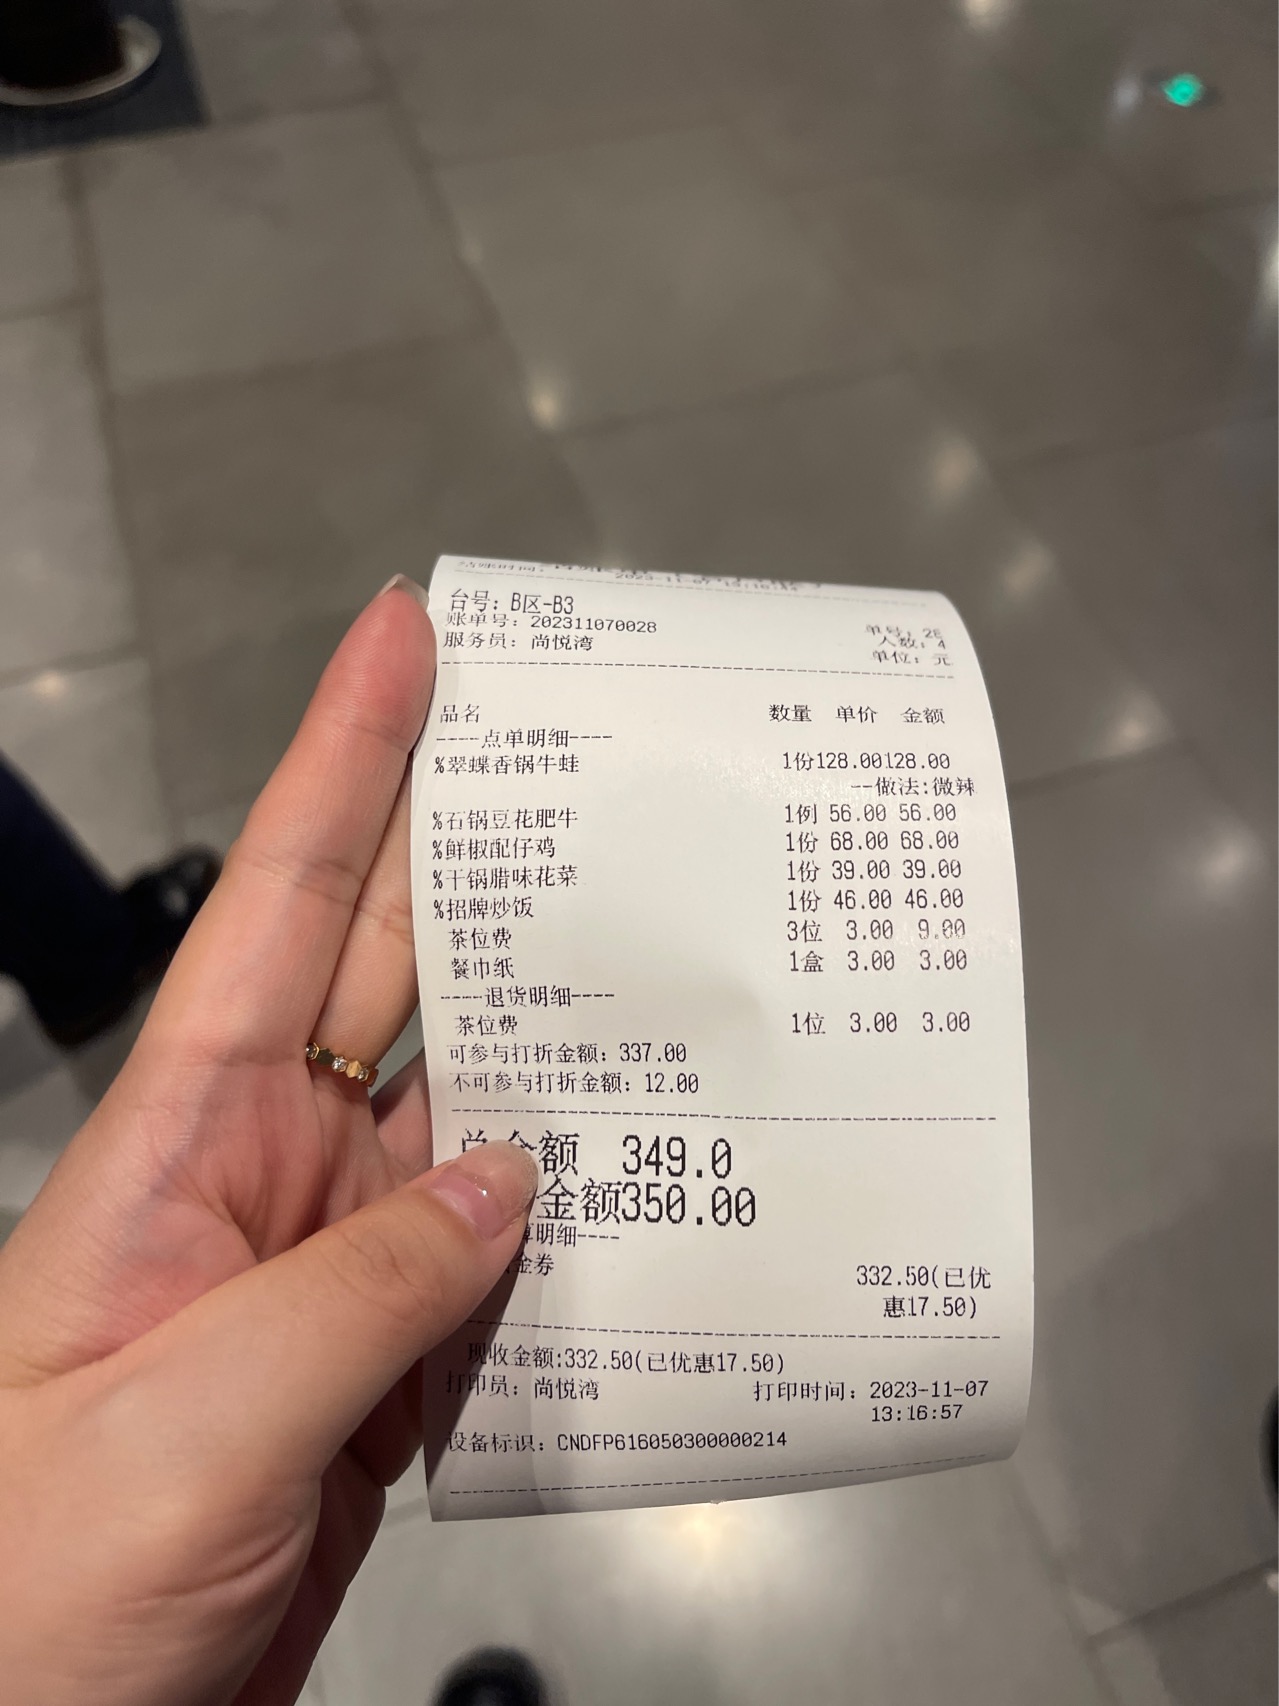 2023-11-07
台号：B区-B3
账单号：202311070028 单号：
服务员：尚悦湾 人数：4
单位：元
品名 数量 单价 金额
----点单明细----
%翠蝶香锅牛蛙 1份128.00128.00
--做法:微辣
%石锅豆花肥牛 1例 56.00 56.00
%鲜椒配仔鸡 1份 68.00 68.00
%干锅腊味花菜 1份 39.00 39.00
%招牌炒饭 1份 46.00 46.00
茶位费 3位 3.00 9.00
餐巾纸 1盒 3.00 3.00
----退货明细----
茶位费 1位 3.00 3.00
可参与打折金额：337.00
不可参与打折金额：12.00
总金额 349.0
金额350.00
算明细----
金券 332.50(已优
惠17.50)
现收金额:332.50(已优惠17.50)
打印员：尚悦湾 打印时间：2023-11-07
13:16:57
设备标识：CNDFP616050300000214